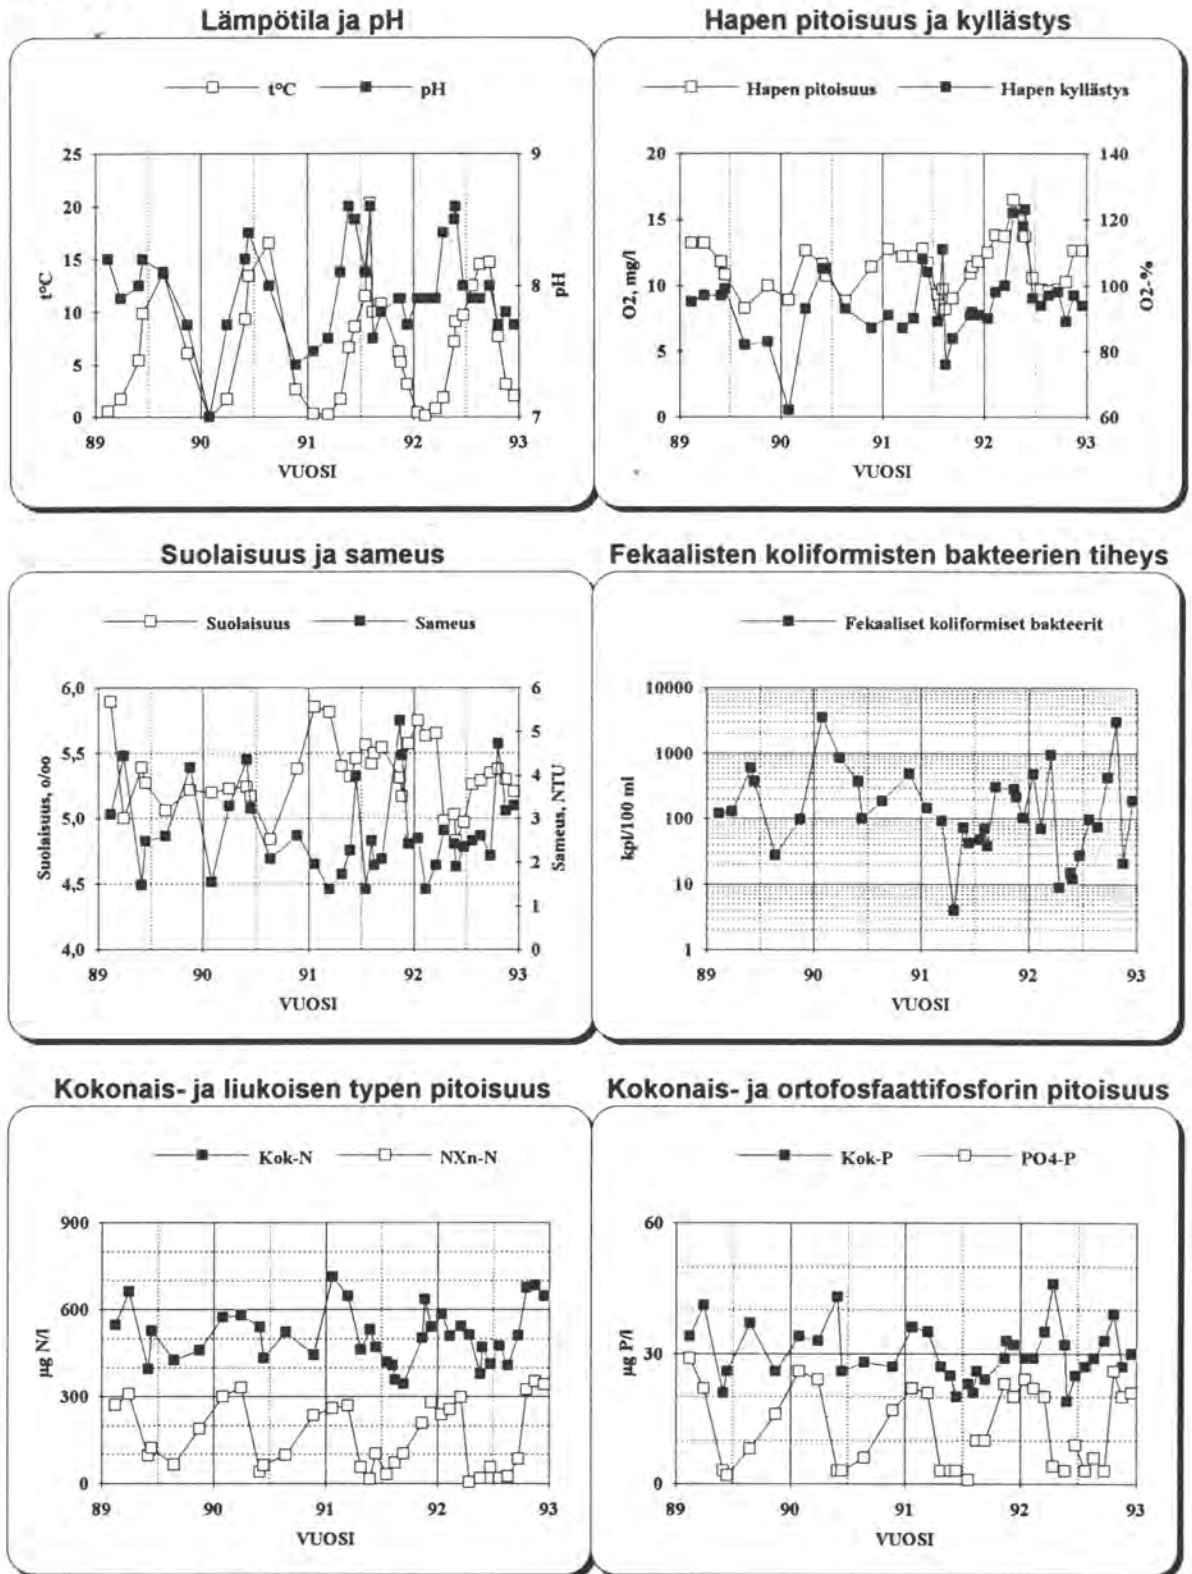 Lämpötila ja pH
t°C
pH
25
20
15
10
5
0
t°C
9
8
7
pH
89
90
91
92
93
VUOSI
Hapen pitoisuus ja kyllästys
Hapen pitoisuus
Hapen kyllästys
20
15
10
5
0
O2, mg/l
140
120
100
80
60
O2-%
89
90
91
92
93
VUOSI
Suolaisuus ja sameus
Suolaisuus
Sameus
6,0
5,5
5,0
4,5
4,0
Suolaisuus, o/oo
6
5
4
3
2
1
0
Sameus, NTU
89
90
91
92
93
VUOSI
Fekaalisten koliformisten bakteerien tiheys
Fekaaliset koliformiset bakteerit
10000
1000
100
10
1
kpl/100 ml
89
90
91
92
93
VUOSI
Kokonais- ja liukoisen typen pitoisuus
Kok-N
NXn-N
900
600
300
0
µg N/l
89
90
91
92
93
VUOSI
Kokonais- ja ortofosfaattifosforin pitoisuus
Kok-P
PO4-P
60
30
0
µg P/l
89
90
91
92
93
VUOSI